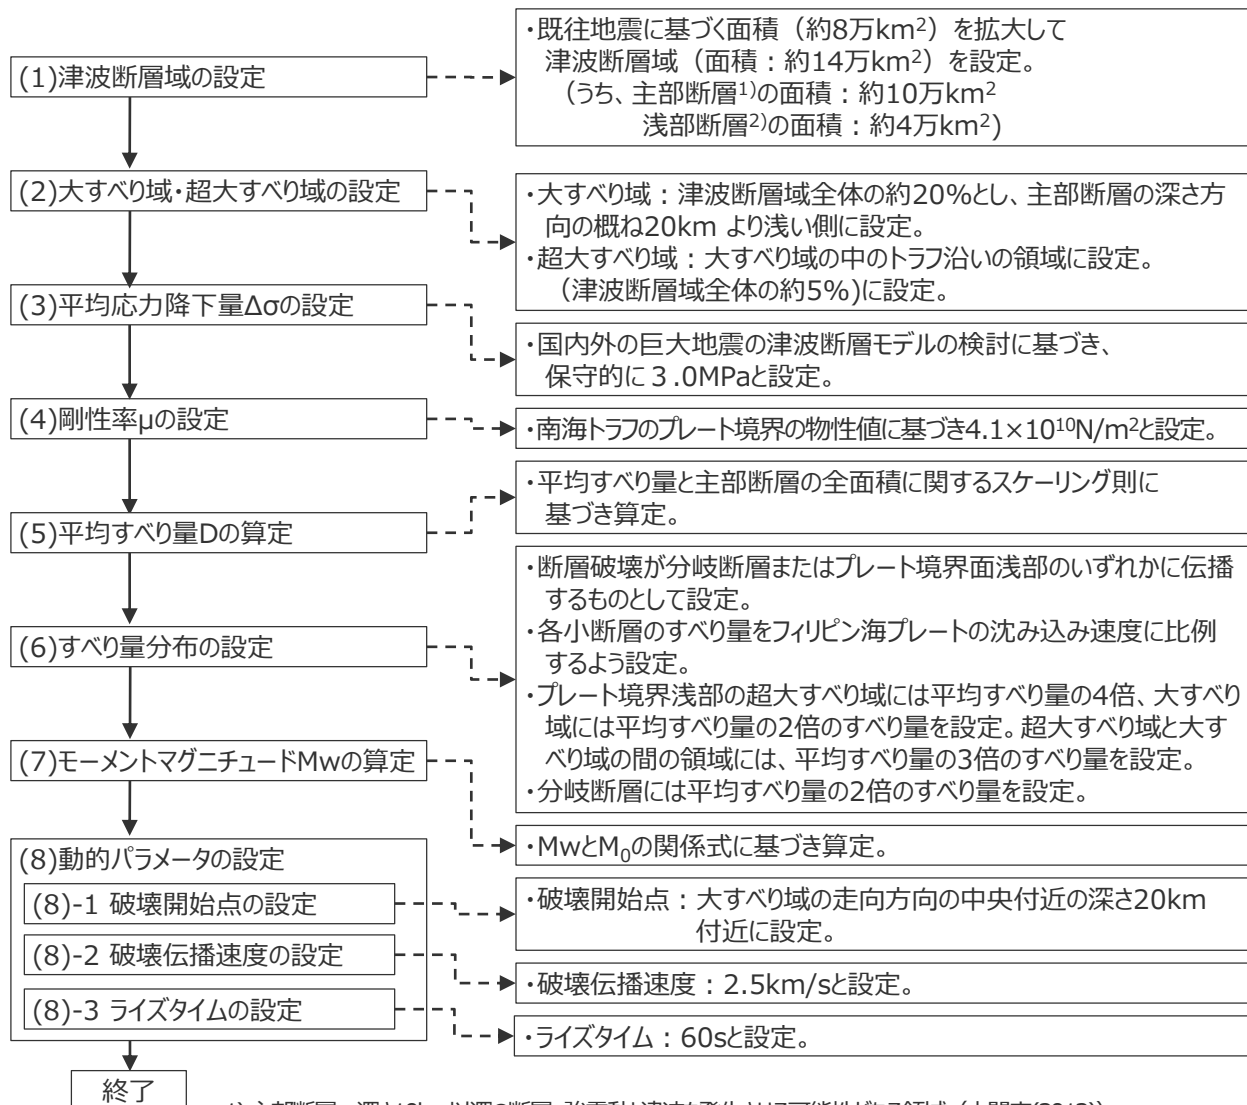 (1)津波断層域の設定
・既往地震に基づく面積（約8万km²）を拡大して
津波断層域（面積：約14万km²）を設定。
（うち、主部断層¹⁾の面積：約10万km²
浅部断層²⁾の面積：約4万km²)
(2)大すべり域・超大すべり域の設定
・大すべり域：津波断層域全体の約20%とし、主部断層の深さ方
向の概ね20km より浅い側に設定。
・超大すべり域：大すべり域の中のトラフ沿いの領域に設定。
（津波断層域全体の約5%)に設定。
(3)平均応力降下量Δσの設定
・国内外の巨大地震の津波断層モデルの検討に基づき、
保守的に３.0MPaと設定。
(4)剛性率μの設定
・南海トラフのプレート境界の物性値に基づき4.1×10¹⁰N/m²と設定。
(5)平均すべり量Dの算定
・平均すべり量と主部断層の全面積に関するスケーリング則に
基づき算定。
(6)すべり量分布の設定
・断層破壊が分岐断層またはプレート境界面浅部のいずれかに伝播
するものとして設定。
・各小断層のすべり量をフィリピン海プレートの沈み込み速度に比例
するよう設定。
・プレート境界浅部の超大すべり域には平均すべり量の4倍、大すべり
域には平均すべり量の2倍のすべり量を設定。超大すべり域と大す
べり域の間の領域には、平均すべり量の3倍のすべり量を設定。
・分岐断層には平均すべり量の2倍のすべり量を設定。
(7)モーメントマグニチュードMwの算定
・MwとM₀の関係式に基づき算定。
(8)動的パラメータの設定
(8)-1 破壊開始点の設定
・破壊開始点：大すべり域の走向方向の中央付近の深さ20km
付近に設定。
(8)-2 破壊伝播速度の設定
・破壊伝播速度：2.5km/sと設定。
(8)-3 ライズタイムの設定
・ライズタイム：60sと設定。
終了